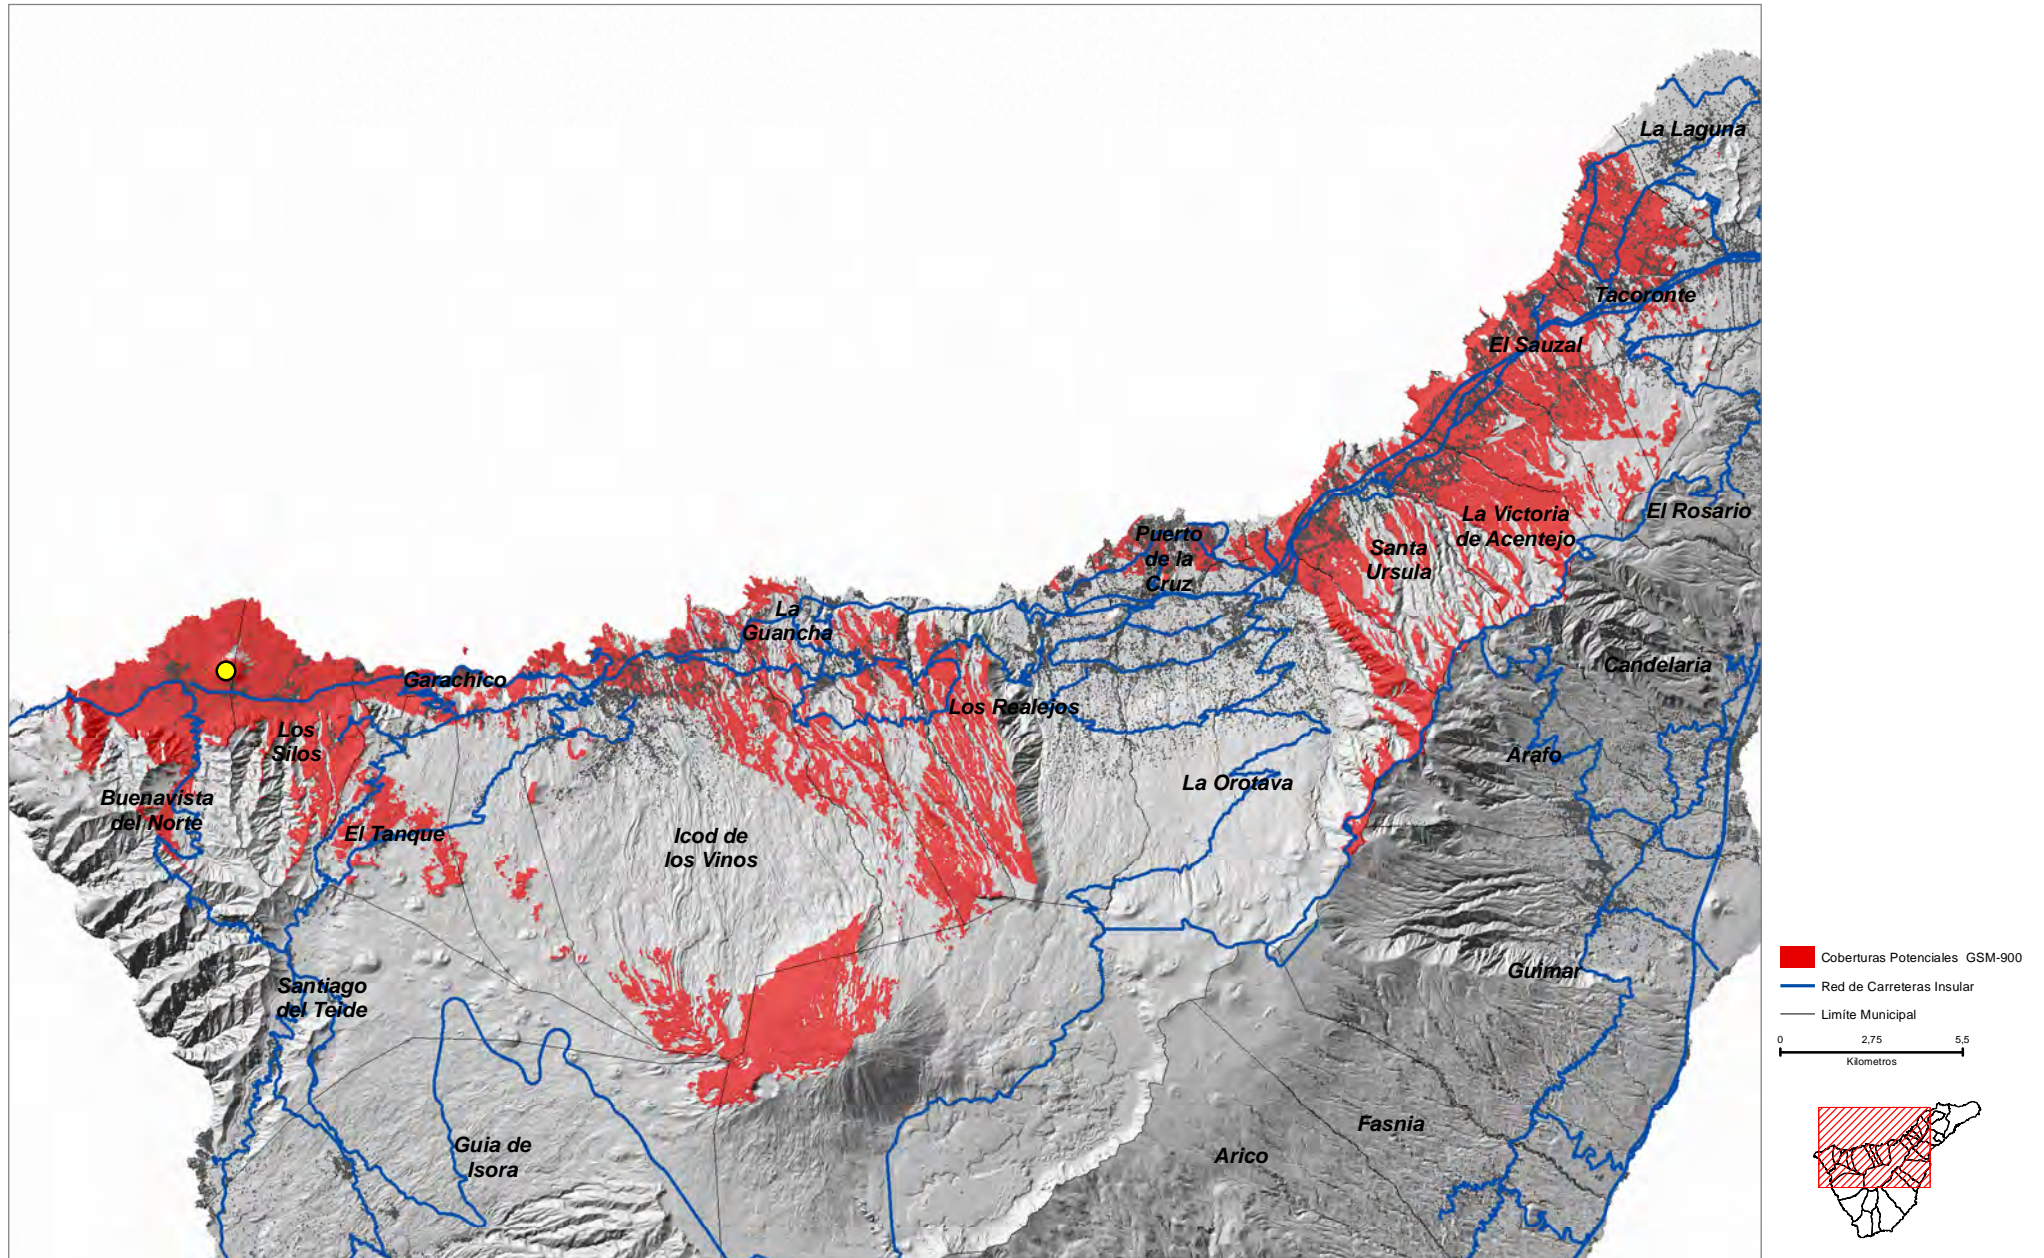 La Laguna
Tacoronte
El Sauzal
La Victoria
de Acentejo
El Rosario
Puerto
de la
Cruz
Santa
Ursula
La
Guancha
Candelaria
Garachico
Los Realejos
Los
Silos
Arafo
La Orotava
Buenavista
del Norte
El Tanque
Icod de
los Vinos
Guimar
Santiago
del Teide
Fasnia
Guia de
Isora
Arico
Coberturas Potenciales GSM-900
Red de Carreteras Insular
Limíte Municipal
0 2,75 5,5
Kilometros